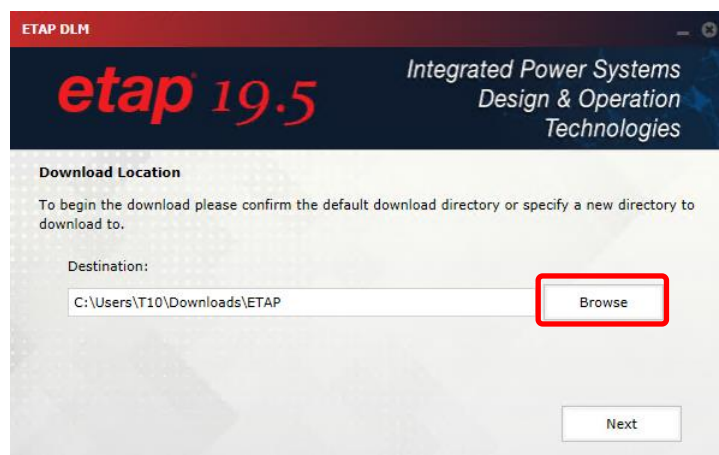 ETAP DLM
etap 19.5
Integrated Power Systems
Design & Operation
Technologies
Download Location
To begin the download please confirm the default download directory or specify a new directory to
download to.
Destination:
C:\Users\T10\Downloads\ETAP
Browse
Next